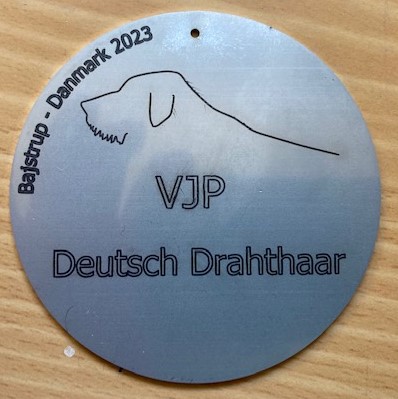 Bajstrup - Danmark 2023
VJP
Deutsch Drahthaar